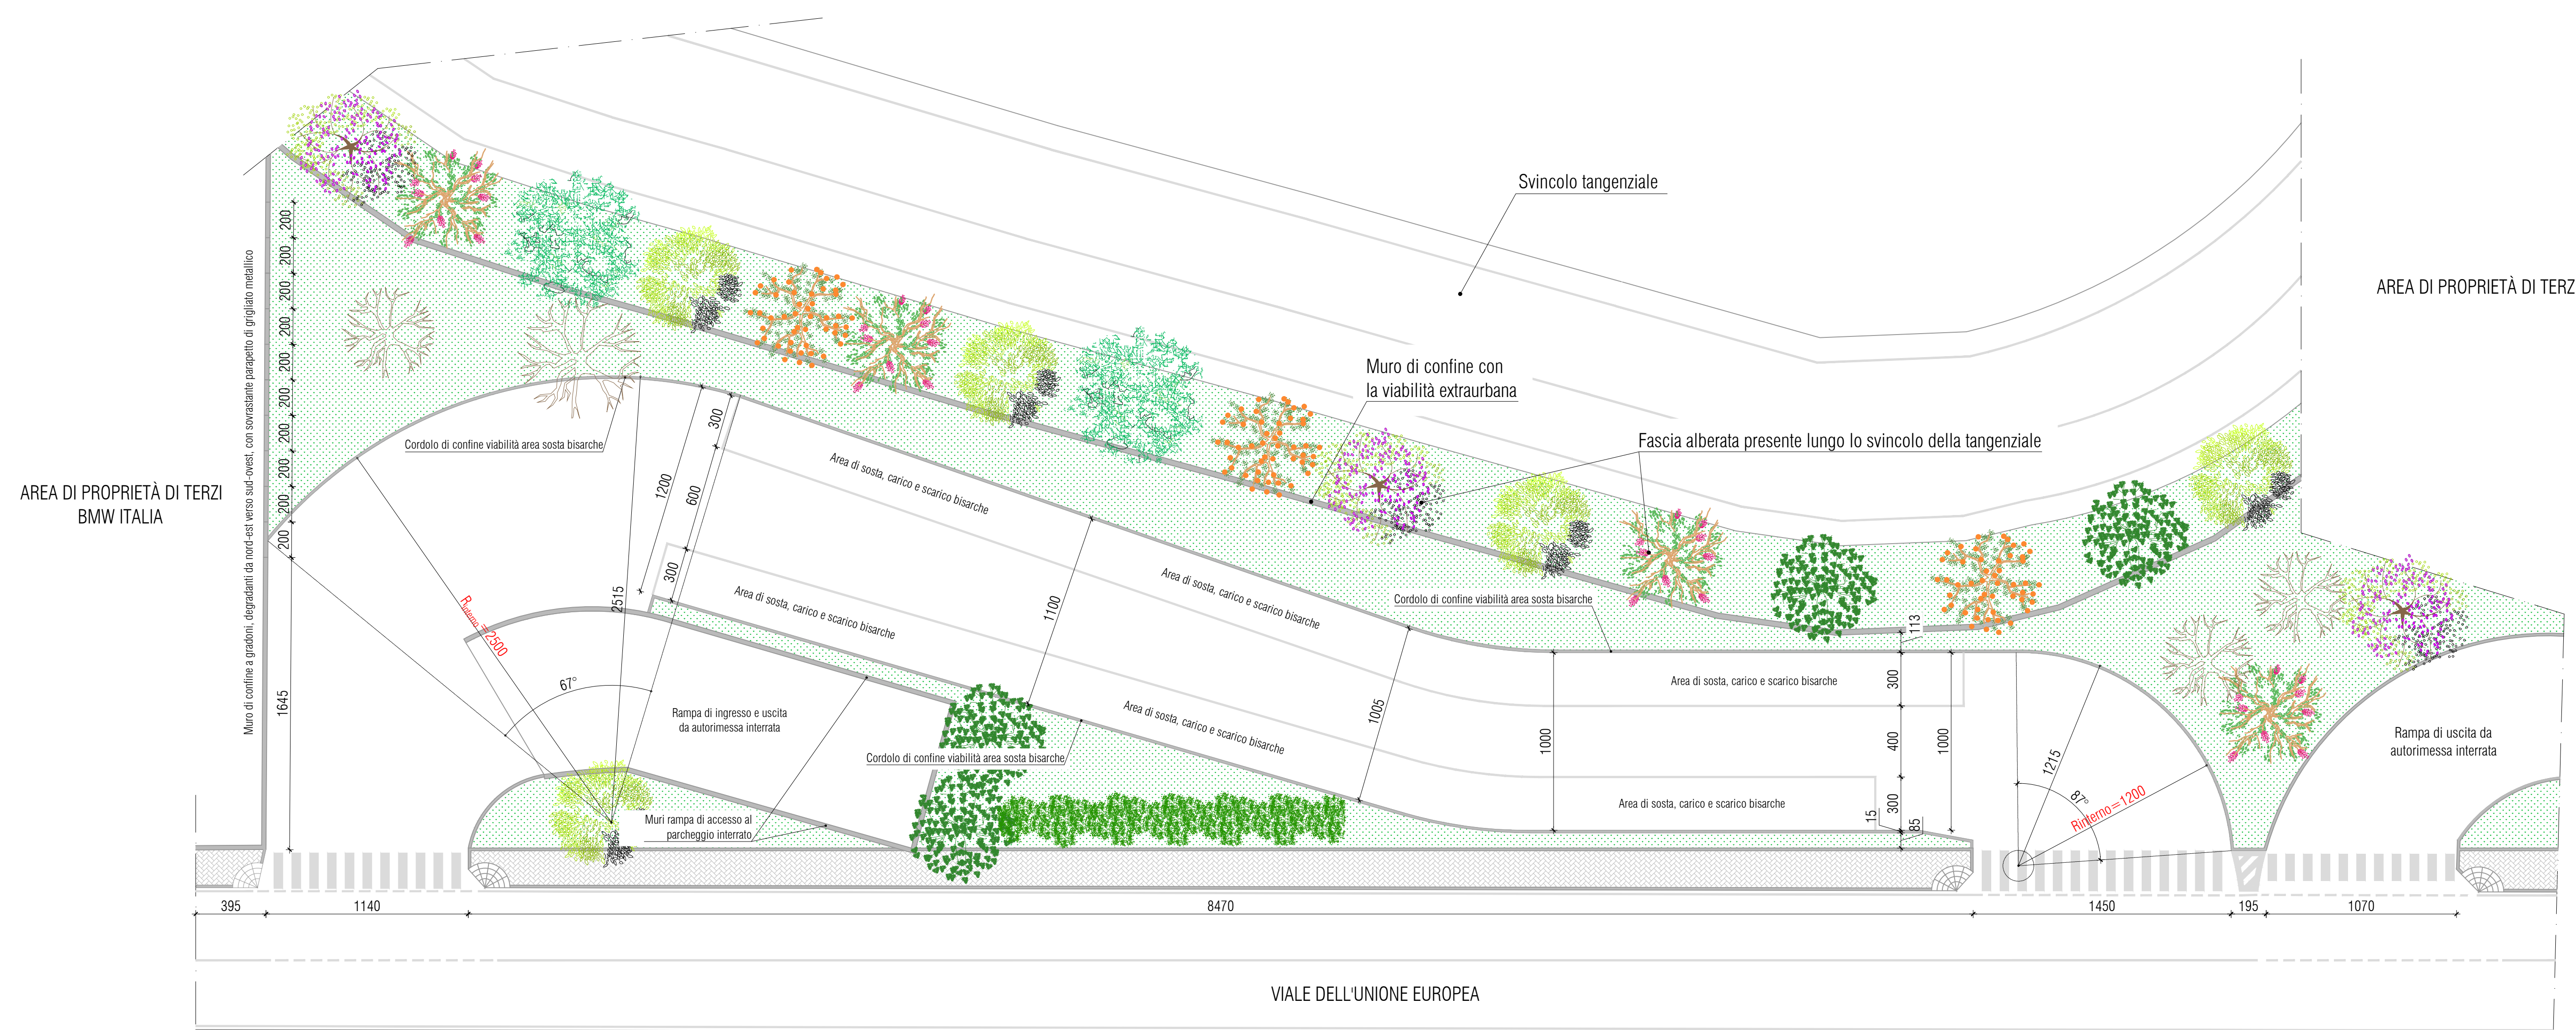 Svincolo tangenziale
AREA DI PROPRIETÀ DI TERZ
Muro di confine con
la viabilità extraurbana
Fascia alberata presente lungo lo svincolo della tangenziale
AREA DI PROPRIETÀ DI TERZI
BMW ITALIA
Muro di confine a gradoni, degradanti da nord-est verso sud-ovest, con sovrastante parapetto di grigliato metallico
200
200
200
200
200
200
200
200
200
200
1645
Cordolo di confine viabilità area sosta bisarche
300
1200
600
300
2515
Rinterno=2500
67°
Area di sosta, carico e scarico bisarche
Area di sosta, carico e scarico bisarche
1100
Area di sosta, carico e scarico bisarche
Area di sosta, carico e scarico bisarche
1005
Cordolo di confine viabilità area sosta bisarche
Rampa di ingresso e uscita
da autorimessa interrata
Cordolo di confine viabilità area sosta bisarche
Muri rampa di accesso al
parcheggio interrato
113
Area di sosta, carico e scarico bisarche
300
1000
400
1000
Area di sosta, carico e scarico bisarche
300
15
85
1215
87°
Rinterno=1200
Rampa di uscita da
autorimessa interrata
395
1140
8470
1450
195
1070
VIALE DELL'UNIONE EUROPEA